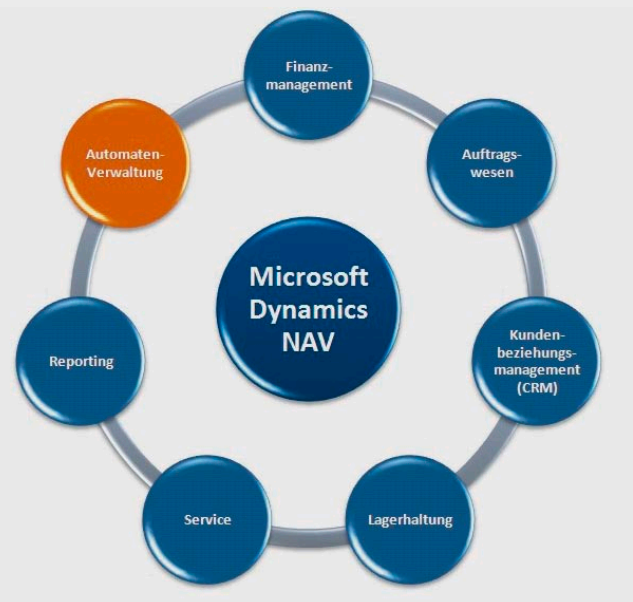 Finanz-
management
Auftrags-
wesen
Kunden-
beziehungs-
management
(CRM)
Lagerhaltung
Service
Reporting
Automaten-
Verwaltung
Microsoft
Dynamics
NAV